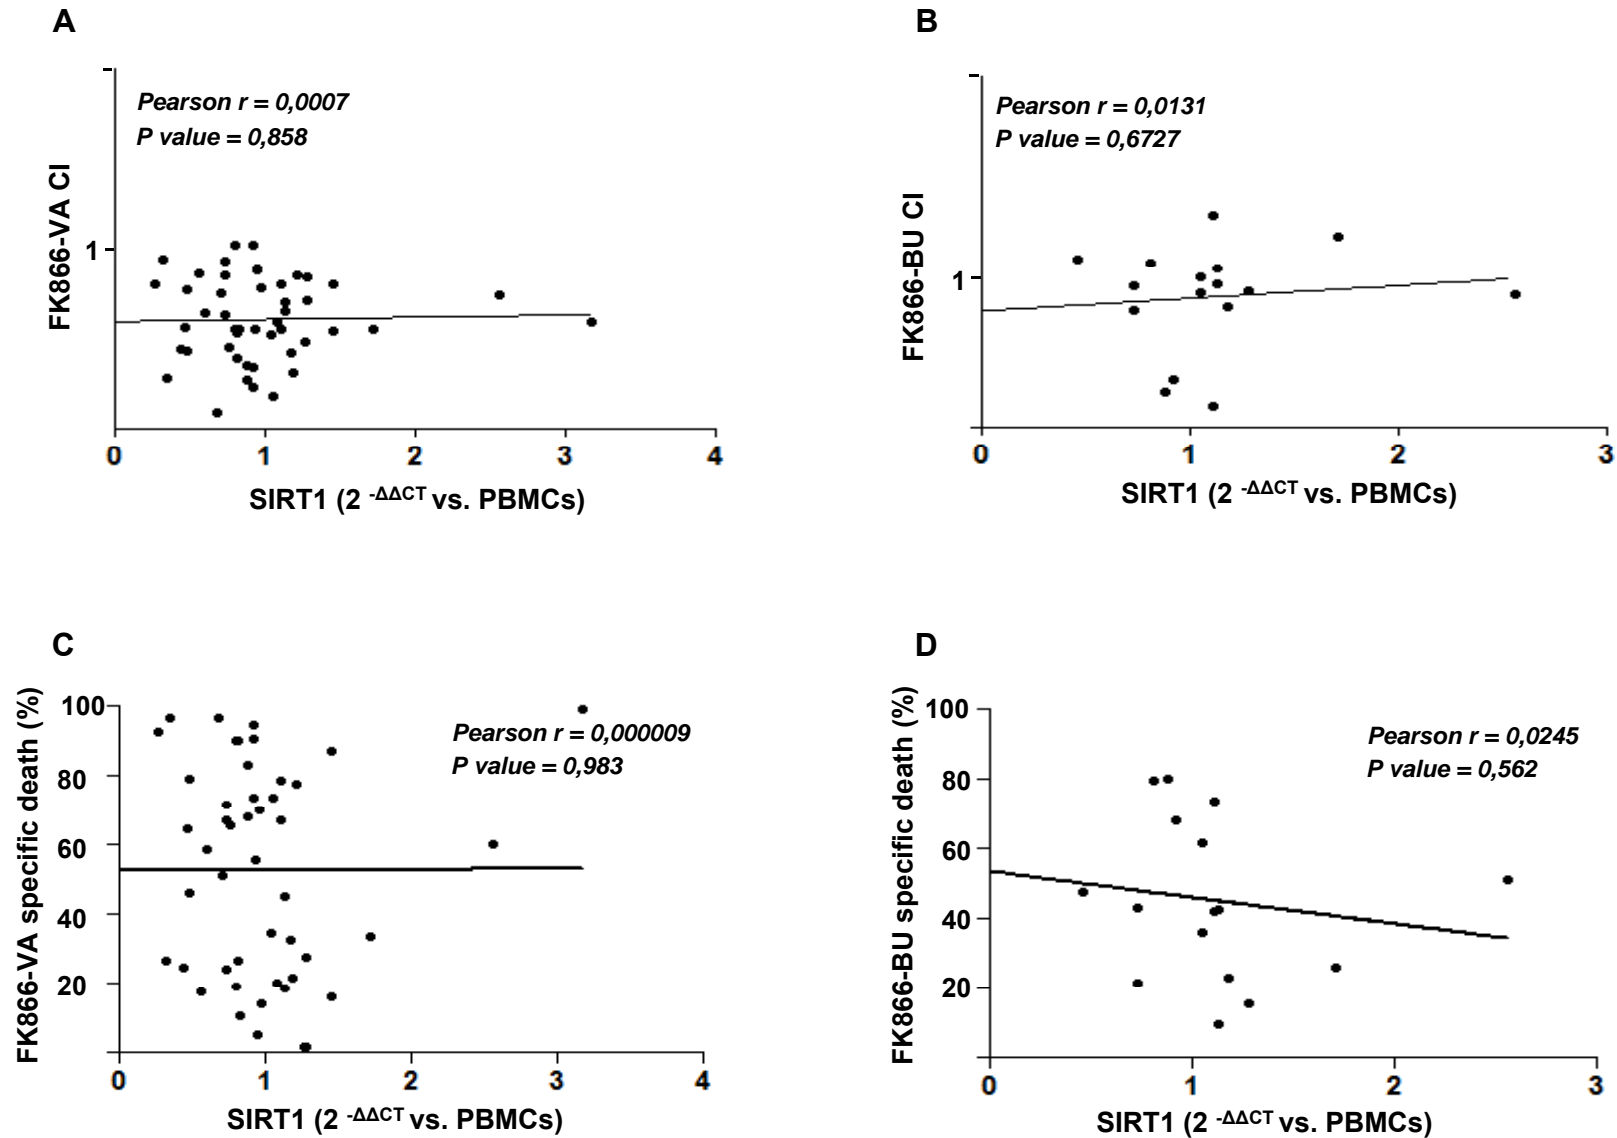 A
Pearson r = 0,0007
P value = 0,858
FK866-VA CI
1
0 1 2 3 4
SIRT1 (2 -ΔΔCT vs. PBMCs)
B
Pearson r = 0,0131
P value = 0,6727
FK866-BU CI
1
0 1 2 3
SIRT1 (2 -ΔΔCT vs. PBMCs)
C
Pearson r = 0,000009
P value = 0,983
FK866-VA specific death (%)
100
80
60
40
20
0 1 2 3 4
SIRT1 (2 -ΔΔCT vs. PBMCs)
D
Pearson r = 0,0245
P value = 0,562
FK866-BU specific death (%)
100
80
60
40
20
0 1 2 3
SIRT1 (2 -ΔΔCT vs. PBMCs)